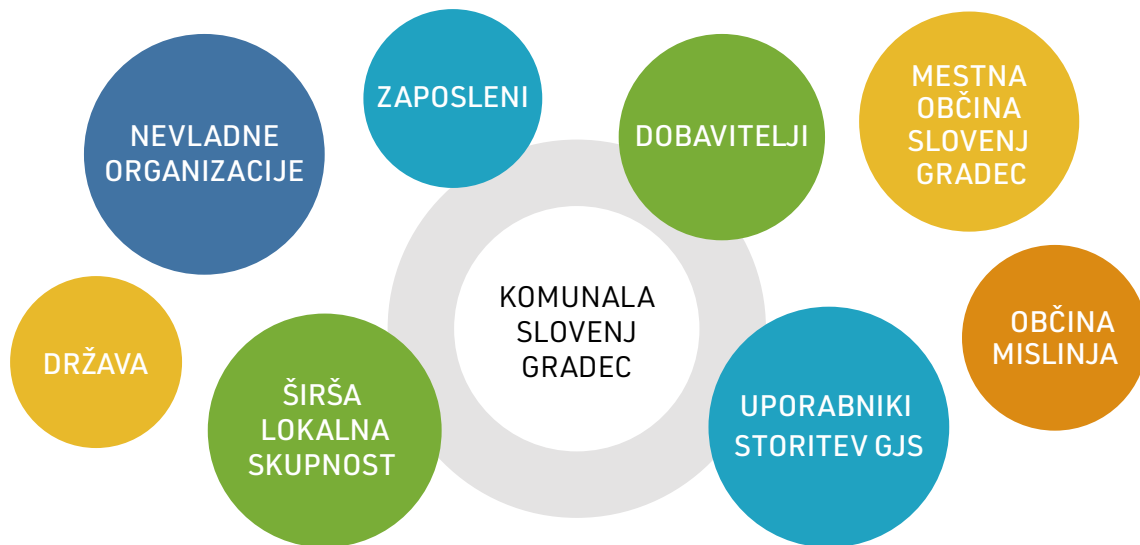 NEVLADNE
ORGANIZACIJE
ZAPOSLENI
DOBAVITELJI
MESTNA
OBČINA
SLOVENJ
GRADEC
DRŽAVA
ŠIRŠA
LOKALNA
SKUPNOST
KOMUNALA
SLOVENJ
GRADEC
UPORABNIKI
STORITEV GJS
OBČINA
MISLINJA